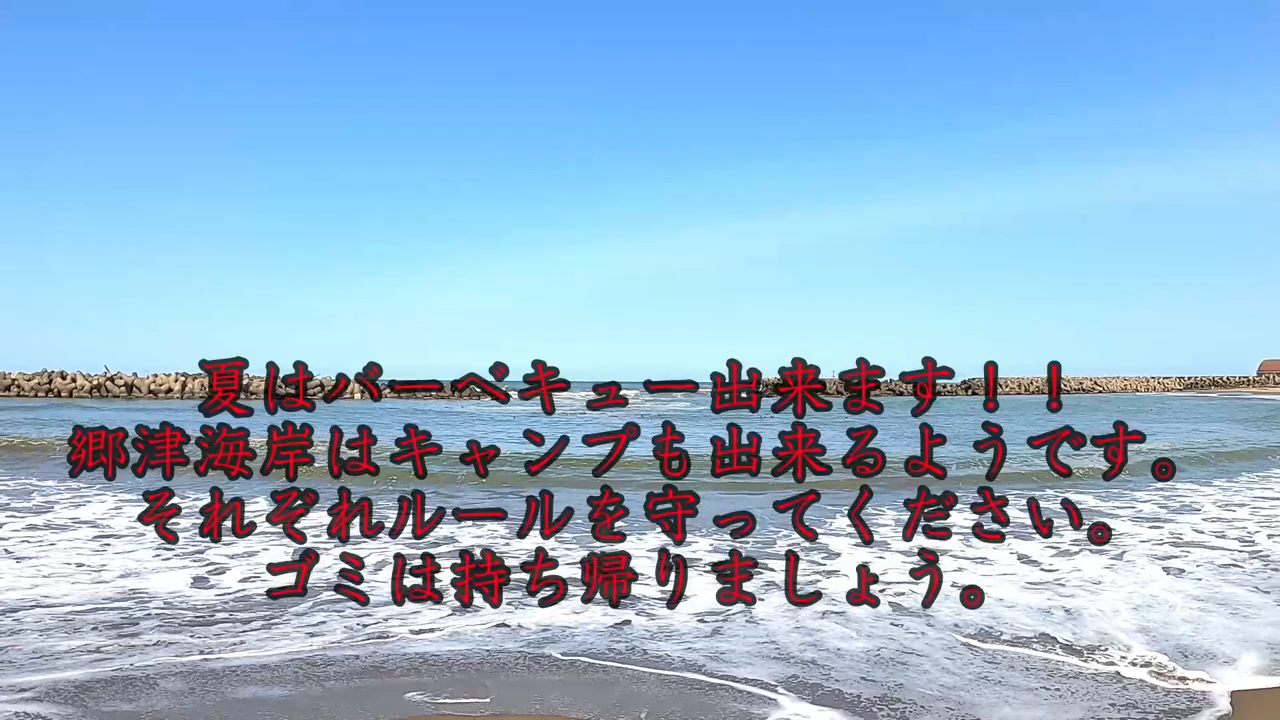 夏はバーベキュー出来ます！！
郷津海岸はキャンプも出来るようです。
それぞれルールを守ってください。
ゴミは持ち帰りましょう。